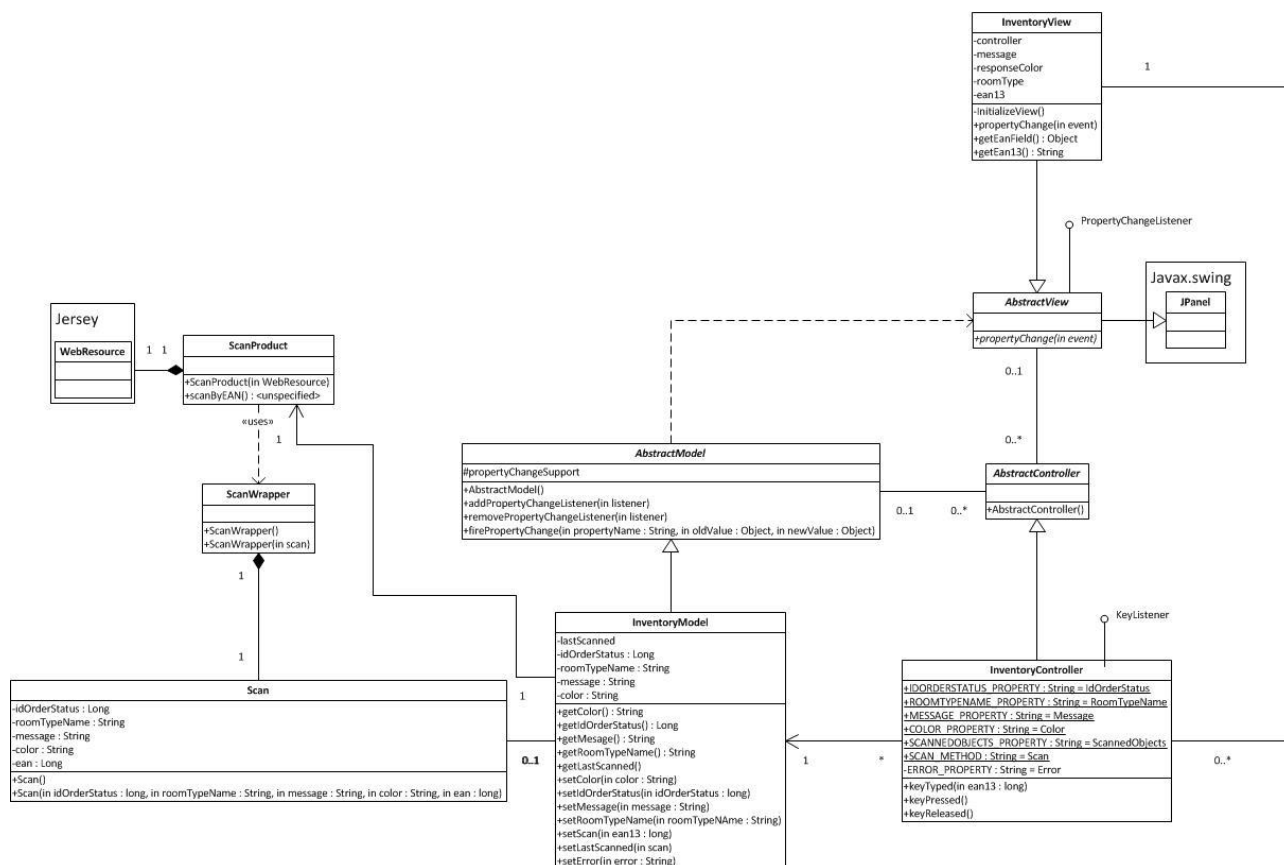 InventoryView
-controller
-message
-responseColor
-roomType
-ean13
-InitializeView()
+propertyChange(in event)
+getEanField() : Object
+getEan13() : String
1
PropertyChangeListener
Javax.swing
JPanel
AbstractView
+propertyChange(in event)
0..1
0..*
Jersey
WebResource
1 1
ScanProduct
+ScanProduct(in WebResource)
+scanByEAN() : <unspecified>
«uses»
1
ScanWrapper
+ScanWrapper()
+ScanWrapper(in scan)
1
1
AbstractModel
#propertyChangeSupport
+AbstractModel()
+addPropertyChangeListener(in listener)
+removePropertyChangeListener(in listener)
+firePropertyChange(in propertyName : String, in oldValue : Object, in newValue : Object)
0..1
0..*
AbstractController
+AbstractController()
KeyListener
Scan
-idOrderStatus : Long
-roomTypeName : String
-message : String
-color : String
-ean : Long
+Scan()
+Scan(in idOrderStatus : long, in roomTypeName : String, in message : String, in color : String, in ean : long)
1
0..1
InventoryModel
-lastScanned
-idOrderStatus : Long
-roomTypeName : String
-message : String
-color : String
+getColor() : String
+getIdOrderStatus() : Long
+getMesage() : String
+getRoomTypeName() : String
+getLastScanned()
+setColor(in color : String)
+setIdOrderStatus(in idOrderStatus : long)
+setMessage(in message : String)
+setRoomTypeName(in roomTypeNAme : String)
+setScan(in ean13 : long)
+setLastScanned(in scan)
+setError(in error : String)
1
*
InventoryController
+IDORDERSTATUS_PROPERTY : String = IdOrderStatus
+ROOMTYPENAME_PROPERTY : String = RoomTypeName
+MESSAGE_PROPERTY : String = Message
+COLOR_PROPERTY : String = Color
+SCANNEDOBJECTS_PROPERTY : String = ScannedObjects
+SCAN_METHOD : String = Scan
-ERROR_PROPERTY : String = Error
+keyTyped(in ean13 : long)
+keyPressed()
+keyReleased()
0..*